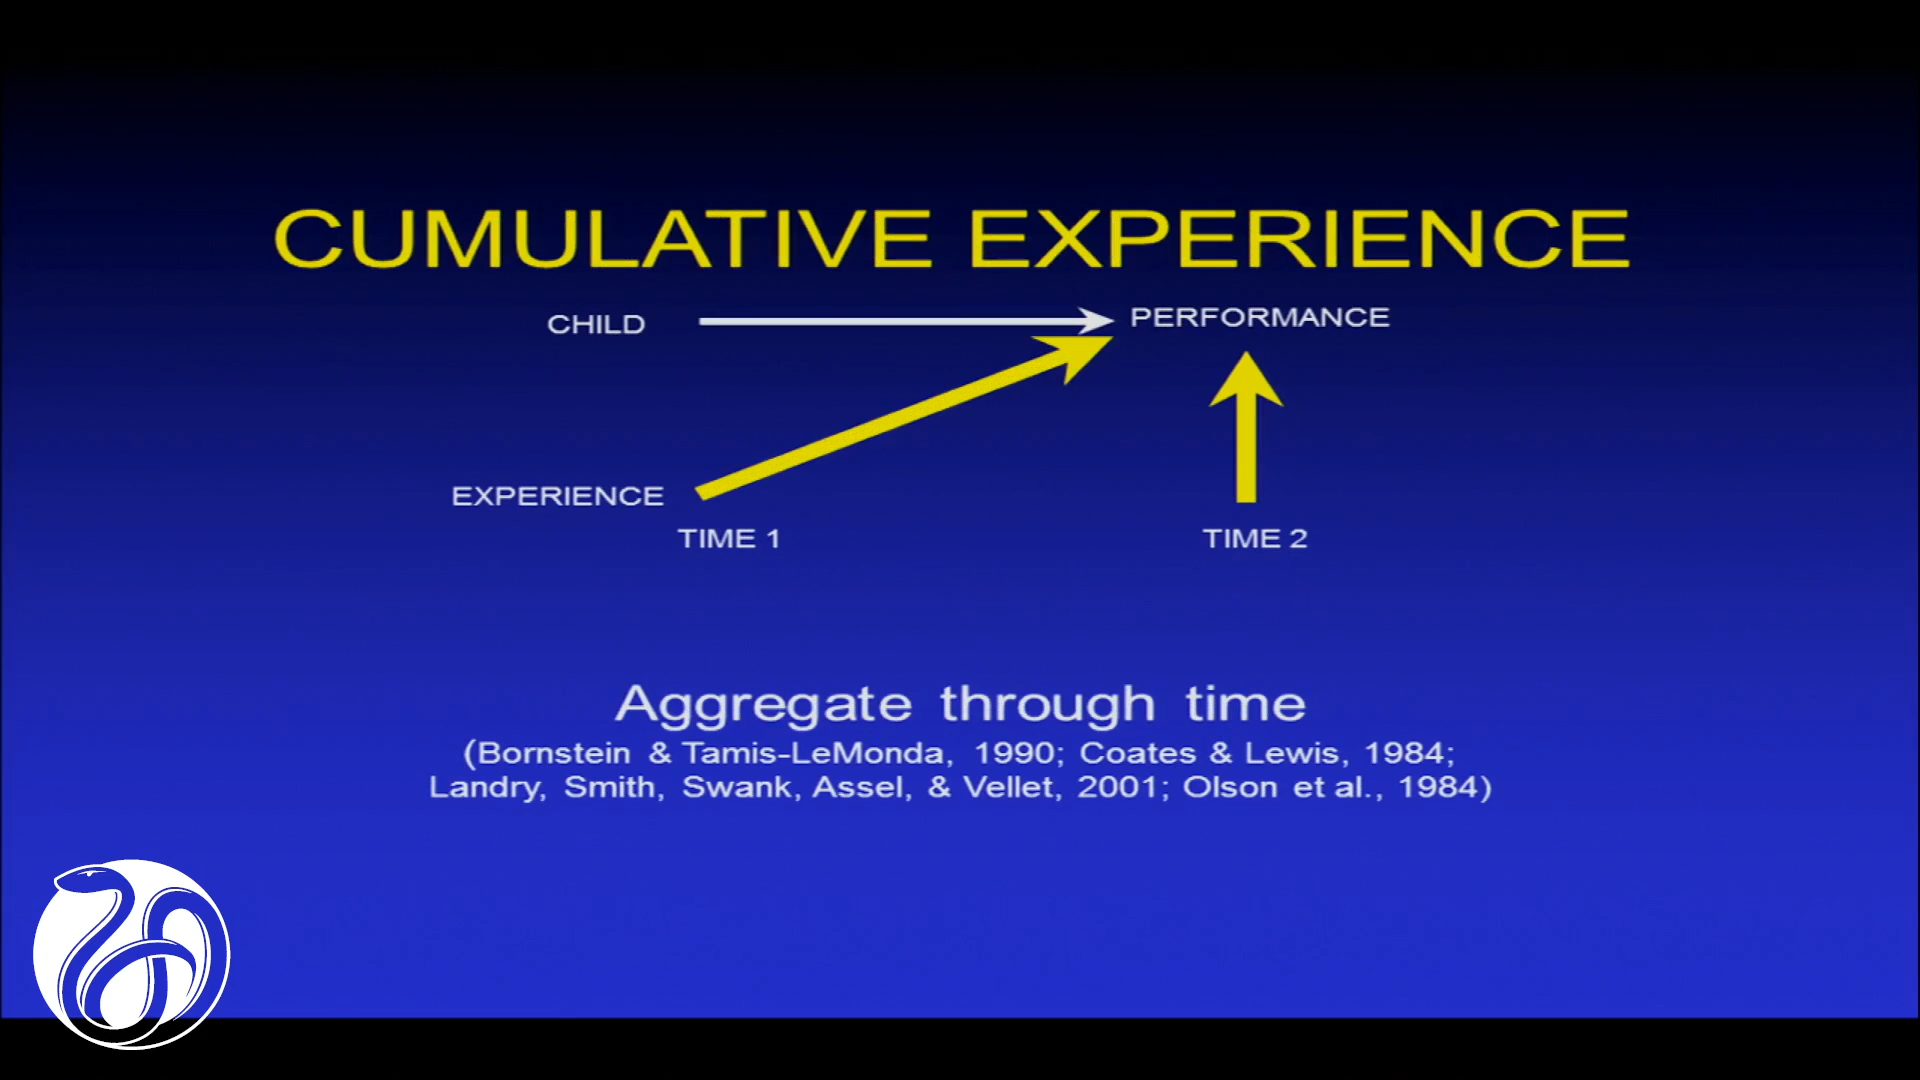 CUMULATIVE EXPERIENCE
CHILD PERFORMANCE
EXPERIENCE
TIME 1 TIME 2
Aggregate through time
(Bornstein & Tamis-LeMonda, 1990; Coates & Lewis, 1984;
Landry, Smith, Swank, Assel, & Vellet, 2001; Olson et al., 1984)